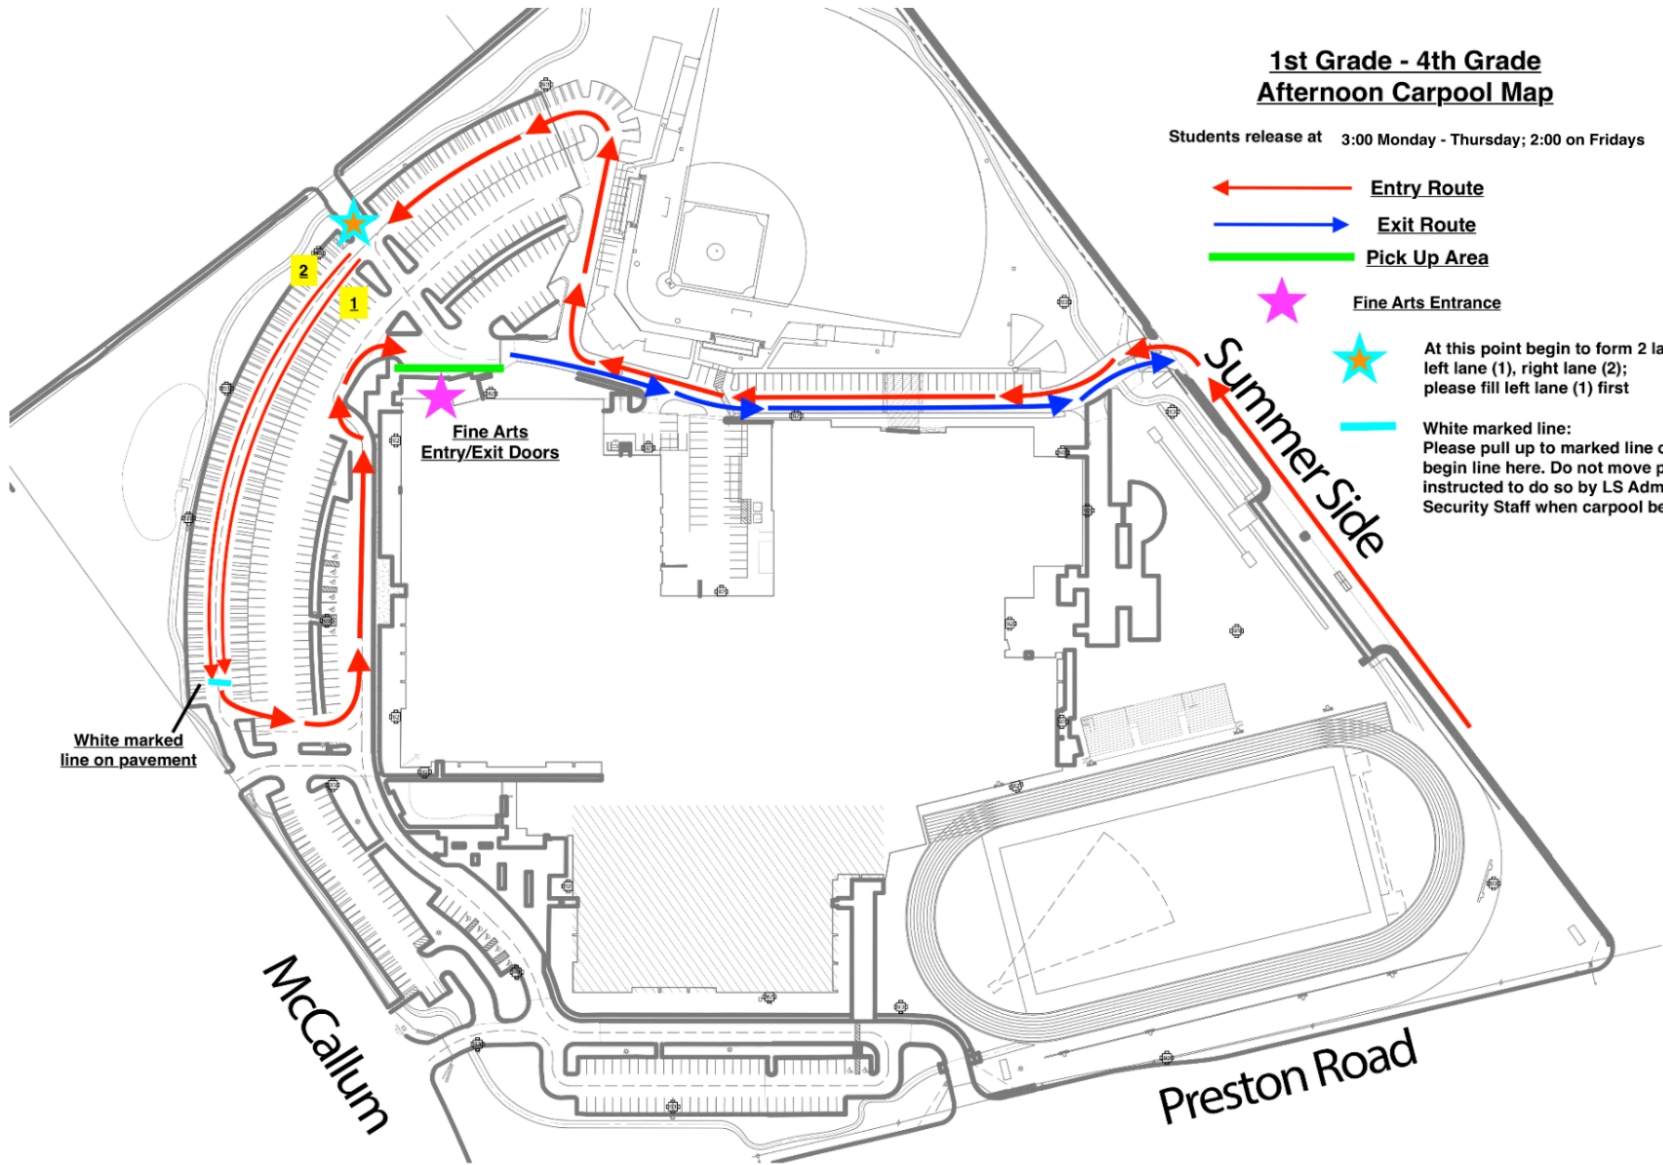 1st Grade - 4th Grade
Afternoon Carpool Map
Students release at 3:00 Monday - Thursday; 2:00 on Fridays
Entry Route
Exit Route
Pick Up Area
Fine Arts Entrance
At this point begin to form 2 la
left lane (1), right lane (2);
please fill left lane (1) first
White marked line:
Please pull up to marked line o
begin line here. Do not move p
instructed to do so by LS Adm
Security Staff when carpool be
2
1
Fine Arts
Entry/Exit Doors
Summer Side
White marked
line on pavement
McCallum
Preston Road